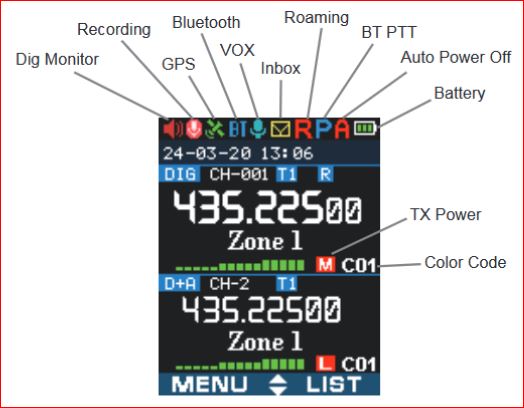 Roaming
Bluetooth
Recording
BT PTT
VOX
Dig Monitor
GPS
Inbox
Auto Power Off
Battery
BT R P A
24-03-20 13:06
DIG CH-001 T1 R
435.22500
TX Power
Zone 1
M C01
Color Code
D+A CH-2 T1
435.22500
Zone 1
L C01
MENU LIST